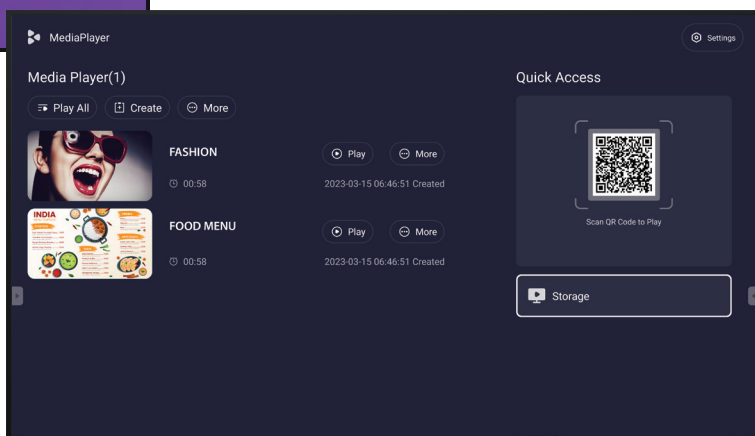 MediaPlayer
Settings
Media Player(1)
Quick Access
Play All
Create
More
FASHION
Play
More
00:58
2023-03-15 06:46:51 Created
Scan QR Code to Play
INDIA
FOOD MENU
Play
More
00:58
2023-03-15 06:46:51 Created
Storage